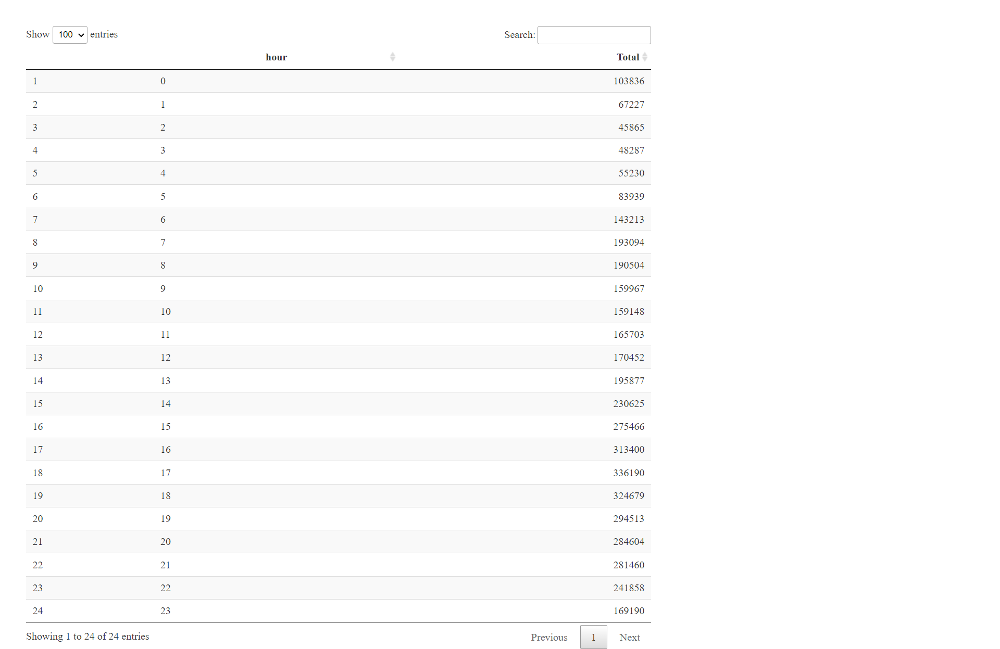 Show 100 entries Search:
hour Total
1 0 103836
2 1 67227
3 2 45865
4 3 48287
5 4 55230
6 5 83939
7 6 143213
8 7 193094
9 8 190504
10 9 159967
11 10 159148
12 11 165703
13 12 170452
14 13 195877
15 14 230625
16 15 275466
17 16 313400
18 17 336190
19 18 324679
20 19 294513
21 20 284604
22 21 281460
23 22 241858
24 23 169190
Showing 1 to 24 of 24 entries Previous 1 Next